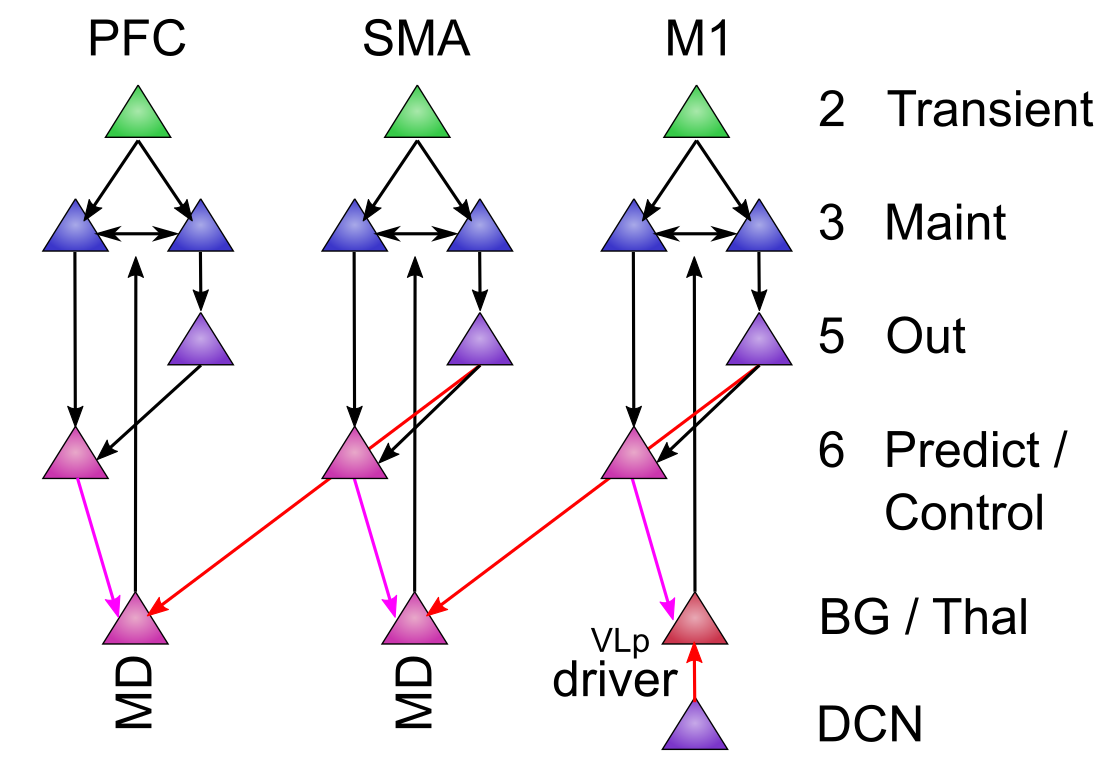 PFC SMA M1
2 Transient
3 Maint
5 Out
6 Predict /
Control
BG / Thal
VLp
driver
MD
MD
DCN